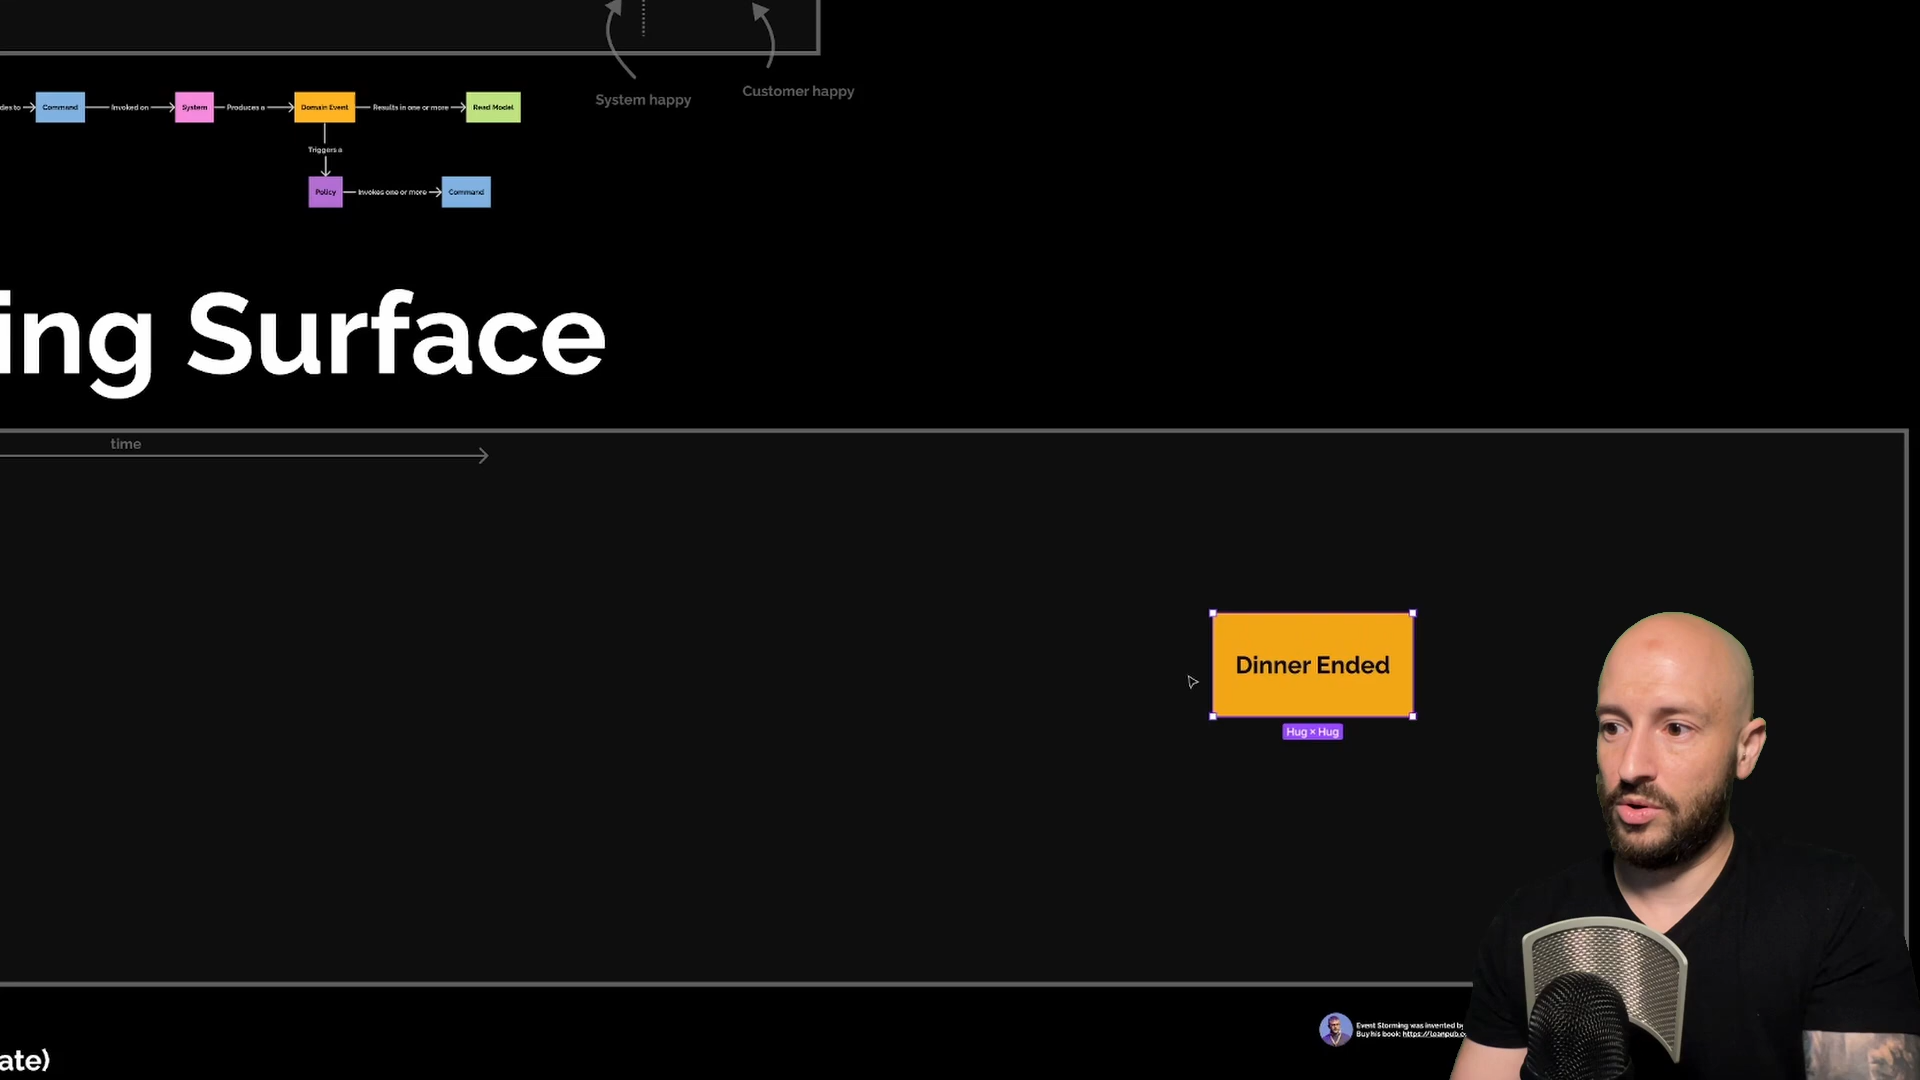 System happy
Customer happy
Command
Invoked on
System
Produces a
Domain Event
Results in one or more
Read Model
Triggers a
Policy
Invokes one or more
Command
ing Surface
time
Dinner Ended
Hug × Hug
Event Storming was invented by
Buy his book: https://leanpub.c
ate)